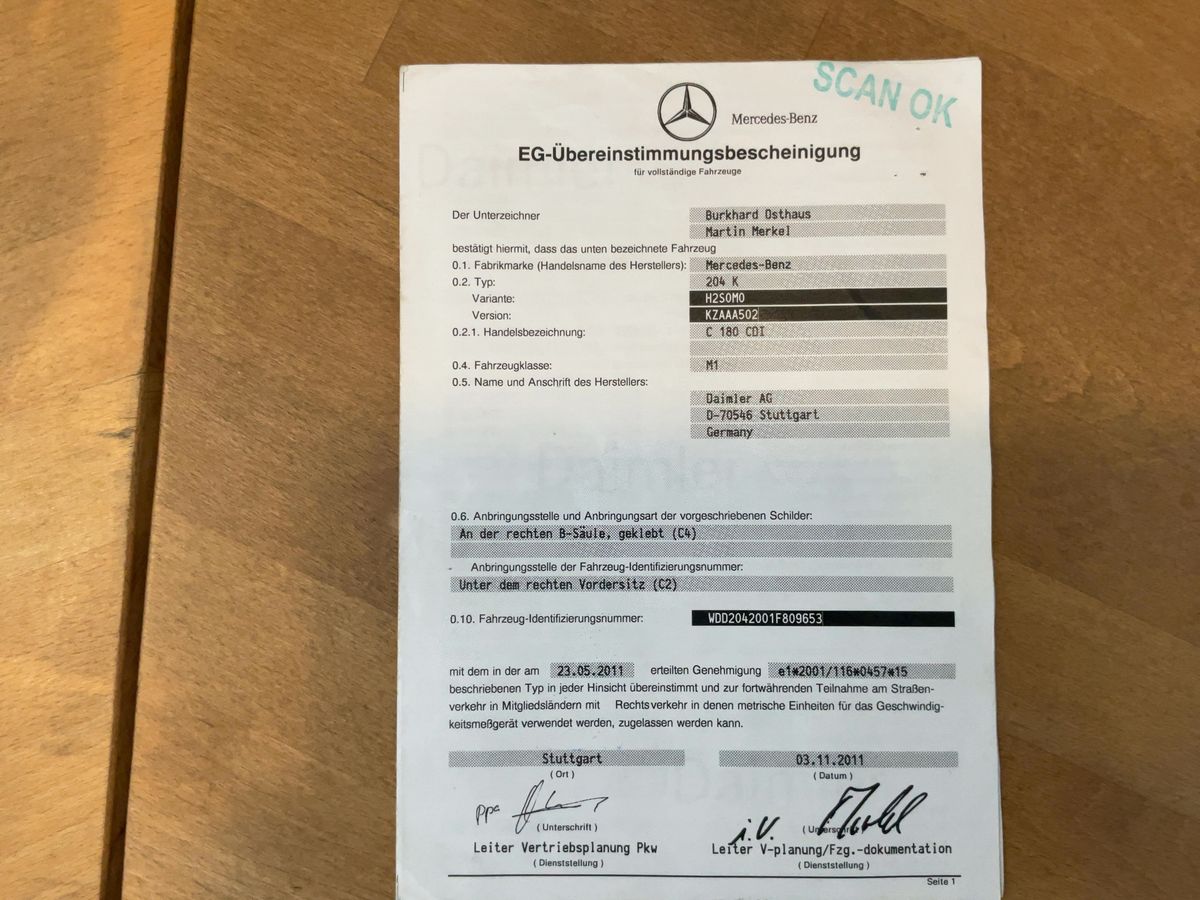 SCAN OK
Mercedes-Benz
EG-Übereinstimmungsbescheinigung
für vollständige Fahrzeuge
Der Unterzeichner Burkhard Osthaus
Martin Merkel
bestätigt hiermit, dass das unten bezeichnete Fahrzeug
0.1. Fabrikmarke (Handelsname des Herstellers): Mercedes-Benz
0.2. Typ: 204 K
Variante: H2S0M0
Version: KZAAA502
0.2.1. Handelsbezeichnung: C 180 CDI
0.4. Fahrzeugklasse: M1
0.5. Name und Anschrift des Herstellers:
Daimler AG
D-70546 Stuttgart
Germany
0.6. Anbringungsstelle und Anbringungsart der vorgeschriebenen Schilder:
An der rechten B-Säule, geklebt (C4)
Anbringungsstelle der Fahrzeug-Identifizierungsnummer:
Unter dem rechten Vordersitz (C2)
0.10. Fahrzeug-Identifizierungsnummer: WDD2042001F809653
mit dem in der am 23.05.2011 erteilten Genehmigung e1*2001/116*0457*15
beschriebenen Typ in jeder Hinsicht übereinstimmt und zur fortwährenden Teilnahme am Straßen-
verkehr in Mitgliedsländern mit Rechtsverkehr in denen metrische Einheiten für das Geschwindig-
keitsmeßgerät verwendet werden, zugelassen werden kann.
Stuttgart 03.11.2011
(Ort) (Datum)
ppa i.V.
(Unterschrift) (Unterschrift)
Leiter Vertriebsplanung Pkw Leiter V-planung/Fzg.-dokumentation
(Dienststellung) (Dienststellung)
Seite 1